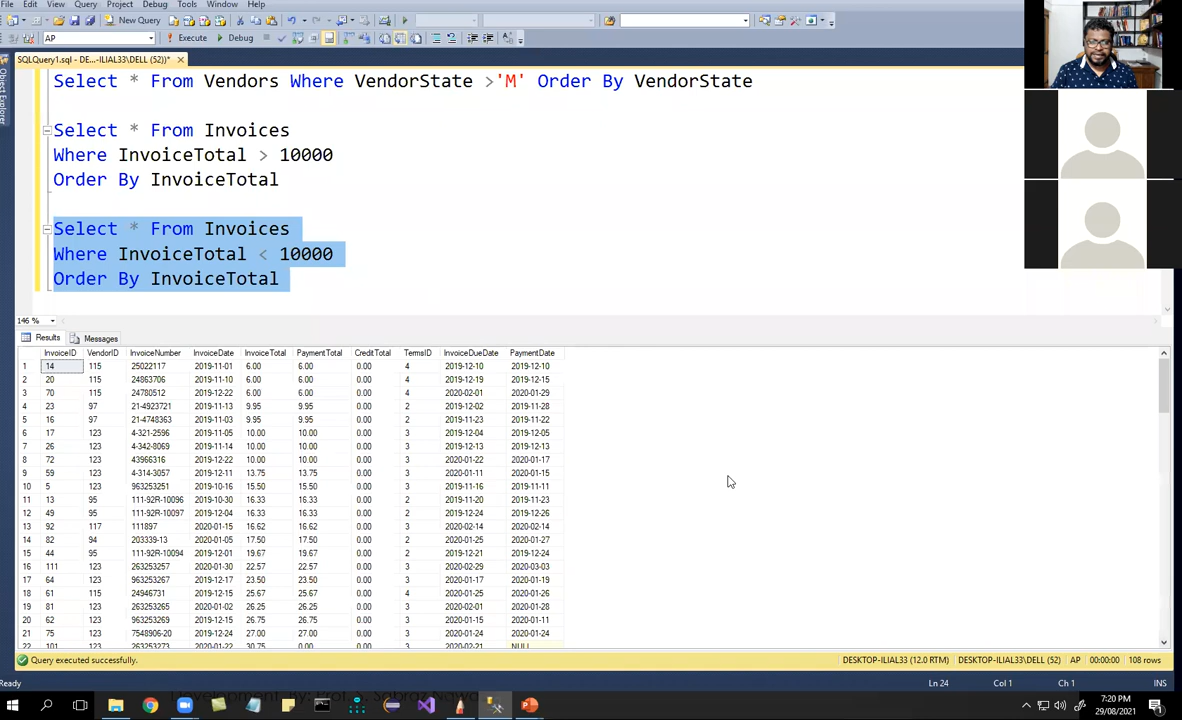 File Edit View Query Project Debug Tools Window Help
New Query
AP Execute Debug
SQLQuery1.sql - DE...-ILIAL33\DELL (52))* ×
Object Explorer
Select * From Vendors Where VendorState >'M' Order By VendorState
Select * From Invoices
Where InvoiceTotal > 10000
Order By InvoiceTotal
Select * From Invoices
Where InvoiceTotal < 10000
Order By InvoiceTotal
146 %
Results Messages
InvoiceID VendorID InvoiceNumber InvoiceDate InvoiceTotal PaymentTotal CreditTotal TermsID InvoiceDueDate PaymentDate
1 14 115 25022117 2019-11-01 6.00 6.00 0.00 4 2019-12-10 2019-12-10
2 20 115 24863706 2019-11-10 6.00 6.00 0.00 4 2019-12-19 2019-12-15
3 70 115 24780512 2019-12-22 6.00 6.00 0.00 4 2020-02-01 2020-01-29
4 23 97 21-4923721 2019-11-13 9.95 9.95 0.00 2 2019-12-02 2019-11-28
5 16 97 21-4748363 2019-11-03 9.95 9.95 0.00 2 2019-11-23 2019-11-22
6 17 123 4-321-2596 2019-11-05 10.00 10.00 0.00 3 2019-12-04 2019-12-05
7 26 123 4-342-8069 2019-11-14 10.00 10.00 0.00 3 2019-12-13 2019-12-13
8 72 123 43966316 2019-12-22 10.00 10.00 0.00 3 2020-01-22 2020-01-17
9 59 123 4-314-3057 2019-12-11 13.75 13.75 0.00 3 2020-01-11 2020-01-15
10 5 123 963253251 2019-10-16 15.50 15.50 0.00 3 2019-11-16 2019-11-11
11 13 95 111-92R-10096 2019-10-30 16.33 16.33 0.00 2 2019-11-20 2019-11-23
12 49 95 111-92R-10097 2019-12-04 16.33 16.33 0.00 2 2019-12-24 2019-12-26
13 92 117 111897 2020-01-15 16.62 16.62 0.00 3 2020-02-14 2020-02-14
14 82 94 203339-13 2020-01-05 17.50 17.50 0.00 2 2020-01-25 2020-01-27
15 44 95 111-92R-10094 2019-12-01 19.67 19.67 0.00 2 2019-12-21 2019-12-24
16 111 123 263253257 2020-01-30 22.57 22.57 0.00 3 2020-02-29 2020-03-03
17 64 123 963253267 2019-12-17 23.50 23.50 0.00 3 2020-01-17 2020-01-19
18 61 115 24946731 2019-12-15 25.67 25.67 0.00 4 2020-01-25 2020-01-26
19 81 123 263253265 2020-01-02 26.25 26.25 0.00 3 2020-02-01 2020-01-28
20 62 123 963253269 2019-12-15 26.75 26.75 0.00 3 2020-01-15 2020-01-11
21 75 123 7548906-20 2019-12-24 27.00 27.00 0.00 3 2020-01-24 2020-01-24
22 101 123 263253273 2020-01-22 30.75 0.00 0.00 3 2020-02-21 NULL
Query executed successfully. DESKTOP-ILIAL33 (12.0 RTM) DESKTOP-ILIAL33\DELL (52) AP 00:00:00 108 rows
Ready Ln 24 Col 1 Ch 1 INS
7:20 PM
29/08/2021